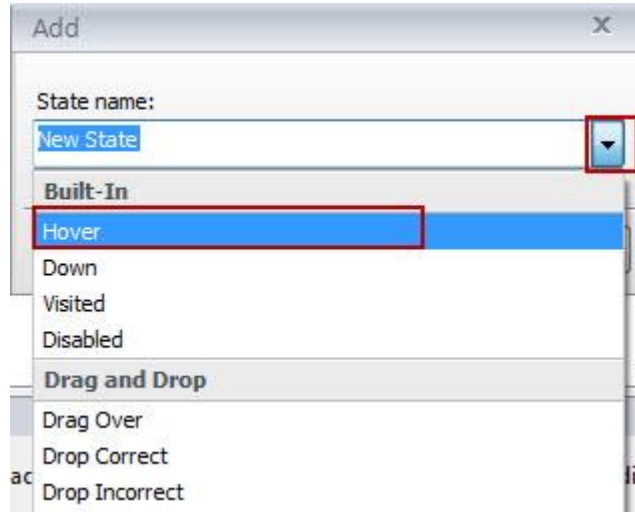 Add
State name:
New State
Built-In
Hover
Down
Visited
Disabled
Drag and Drop
Drag Over
Drop Correct
Drop Incorrect